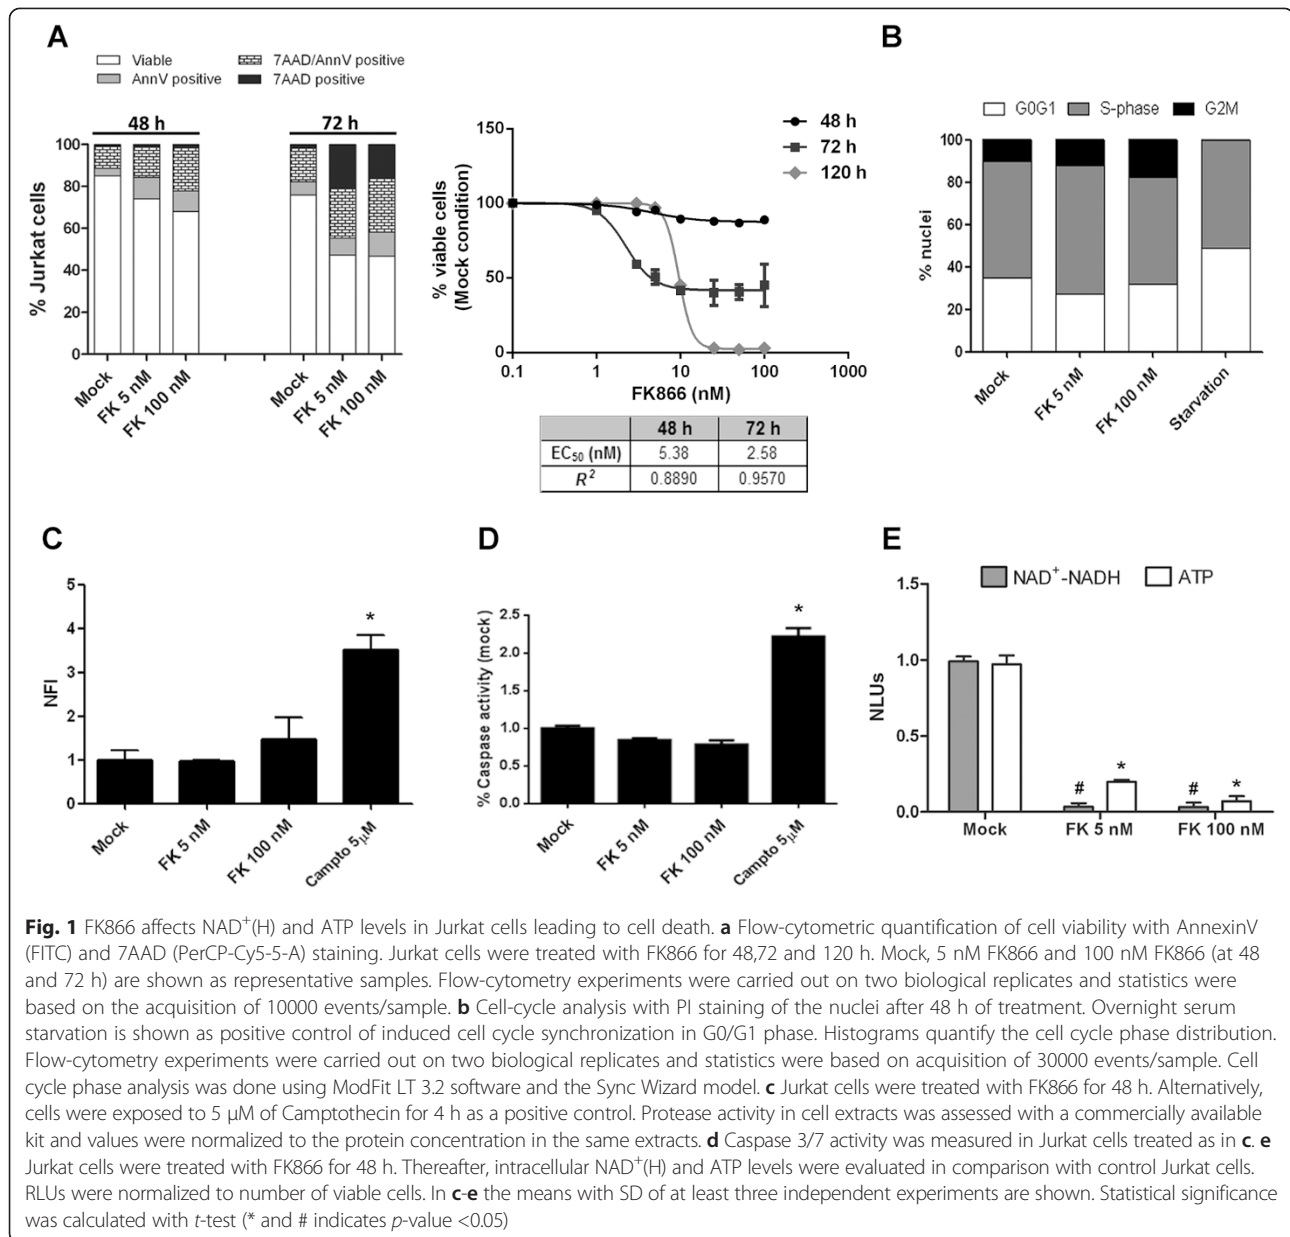 A
Viable
7AAD/AnnV positive
AnnV positive
7AAD positive
48 h
72 h
% Jurkat cells
100
80
60
40
20
0
Mock
FK 5 nM
FK 100 nM
Mock
FK 5 nM
FK 100 nM
% viable cells
(Mock condition)
150
100
50
0
0.1
1
10
100
1000
FK866 (nM)
48 h
72 h
120 h
48 h 72 h
EC50 (nM) 5.38 2.58
R2 0.8890 0.9570
B
G0G1
S-phase
G2M
% nuclei
100
80
60
40
20
0
Mock
FK 5 nM
FK 100 nM
Starvation
C
NFI
5
4
3
2
1
0
*
Mock
FK 5 nM
FK 100 nM
Campto 5μM
D
% Caspase activity (mock)
2.5
2.0
1.5
1.0
0.5
0.0
*
Mock
FK 5 nM
FK 100 nM
Campto 5μM
E
NAD+-NADH
ATP
NLUs
1.5
1.0
0.5
0.0
#
*
#
*
Mock
FK 5 nM
FK 100 nM
Fig. 1 FK866 affects NAD+(H) and ATP levels in Jurkat cells leading to cell death. a Flow-cytometric quantification of cell viability with AnnexinV
(FITC) and 7AAD (PerCP-Cy5-5-A) staining. Jurkat cells were treated with FK866 for 48,72 and 120 h. Mock, 5 nM FK866 and 100 nM FK866 (at 48
and 72 h) are shown as representative samples. Flow-cytometry experiments were carried out on two biological replicates and statistics were
based on the acquisition of 10000 events/sample. b Cell-cycle analysis with PI staining of the nuclei after 48 h of treatment. Overnight serum
starvation is shown as positive control of induced cell cycle synchronization in G0/G1 phase. Histograms quantify the cell cycle phase distribution.
Flow-cytometry experiments were carried out on two biological replicates and statistics were based on acquisition of 30000 events/sample. Cell
cycle phase analysis was done using ModFit LT 3.2 software and the Sync Wizard model. c Jurkat cells were treated with FK866 for 48 h. Alternatively,
cells were exposed to 5 μM of Camptothecin for 4 h as a positive control. Protease activity in cell extracts was assessed with a commercially available
kit and values were normalized to the protein concentration in the same extracts. d Caspase 3/7 activity was measured in Jurkat cells treated as in c. e
Jurkat cells were treated with FK866 for 48 h. Thereafter, intracellular NAD+(H) and ATP levels were evaluated in comparison with control Jurkat cells.
RLUs were normalized to number of viable cells. In c-e the means with SD of at least three independent experiments are shown. Statistical significance
was calculated with t-test (* and # indicates p-value <0.05)